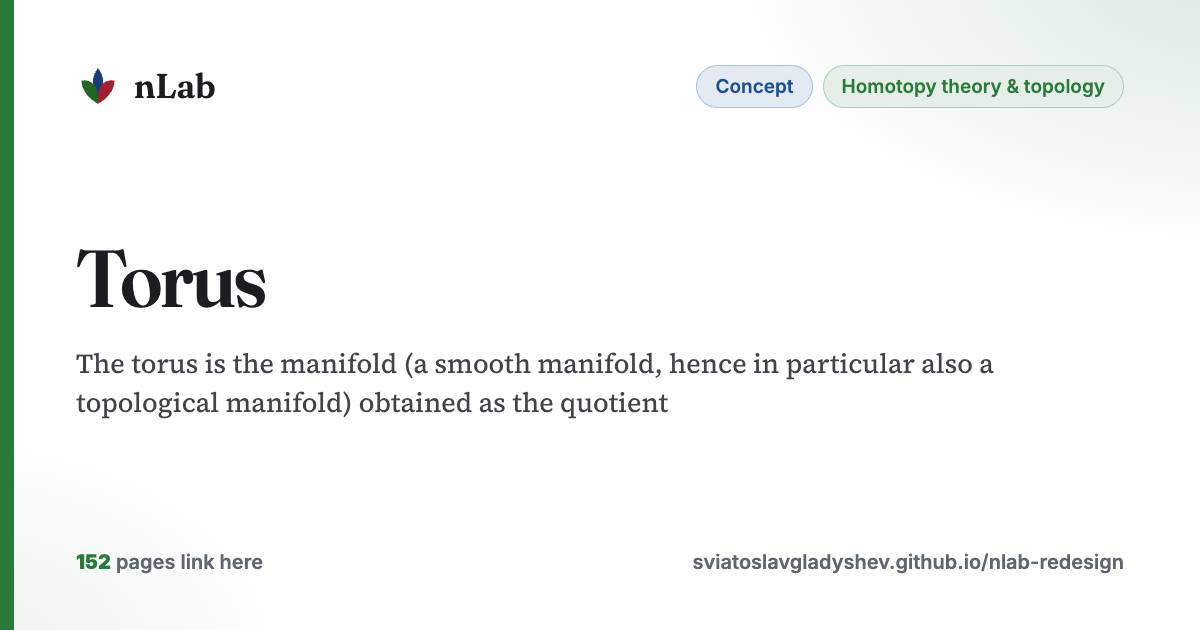 nLab
Concept
Homotopy theory & topology
Torus
The torus is the manifold (a smooth manifold, hence in particular also a
topological manifold) obtained as the quotient
152 pages link here
sviatoslavgladyshev.github.io/nlab-redesign